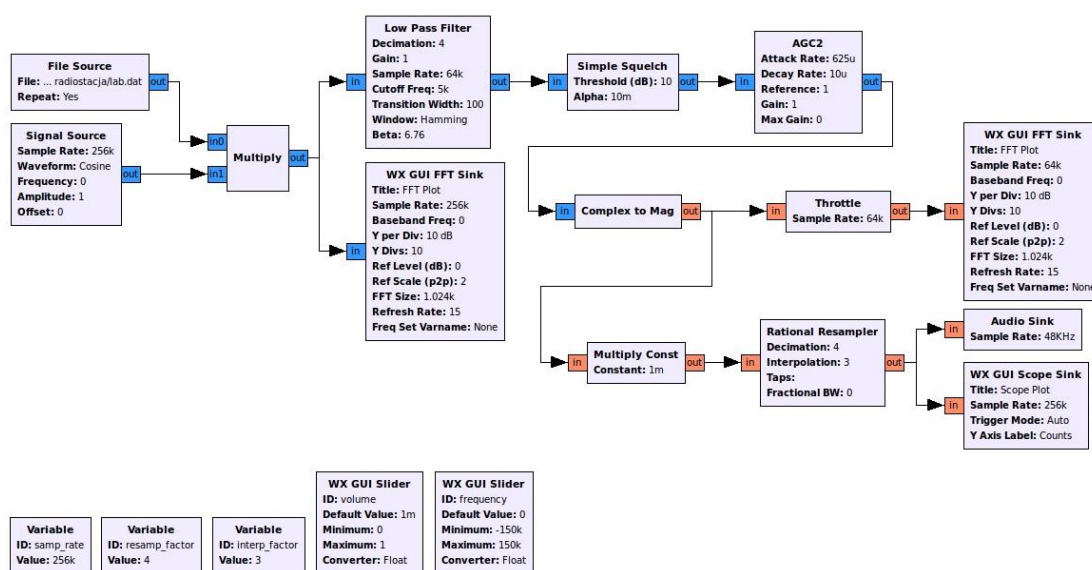 File Source
File: ... radiostacja/lab.dat
Repeat: Yes
out
Signal Source
Sample Rate: 256k
Waveform: Cosine
Frequency: 0
Amplitude: 1
Offset: 0
out
in0
in1
Multiply
out
Low Pass Filter
Decimation: 4
Gain: 1
Sample Rate: 64k
Cutoff Freq: 5k
Transition Width: 100
Window: Hamming
Beta: 6.76
in
out
WX GUI FFT Sink
Title: FFT Plot
Sample Rate: 256k
Baseband Freq: 0
Y per Div: 10 dB
Y Divs: 10
Ref Level (dB): 0
Ref Scale (p2p): 2
FFT Size: 1.024k
Refresh Rate: 15
Freq Set Varname: None
in
Simple Squelch
Threshold (dB): 10
Alpha: 10m
in
out
AGC2
Attack Rate: 625u
Decay Rate: 10u
Reference: 1
Gain: 1
Max Gain: 0
in
out
Complex to Mag
in
out
Throttle
Sample Rate: 64k
in
out
WX GUI FFT Sink
Title: FFT Plot
Sample Rate: 64k
Baseband Freq: 0
Y per Div: 10 dB
Y Divs: 10
Ref Level (dB): 0
Ref Scale (p2p): 2
FFT Size: 1.024k
Refresh Rate: 15
Freq Set Varname: None
in
Multiply Const
Constant: 1m
in
out
Rational Resampler
Decimation: 4
Interpolation: 3
Taps:
Fractional BW: 0
in
out
Audio Sink
Sample Rate: 48KHz
in
WX GUI Scope Sink
Title: Scope Plot
Sample Rate: 256k
Trigger Mode: Auto
Y Axis Label: Counts
in
Variable
ID: samp_rate
Value: 256k
Variable
ID: resamp_factor
Value: 4
Variable
ID: interp_factor
Value: 3
WX GUI Slider
ID: volume
Default Value: 1m
Minimum: 0
Maximum: 1
Converter: Float
WX GUI Slider
ID: frequency
Default Value: 0
Minimum: -150k
Maximum: 150k
Converter: Float